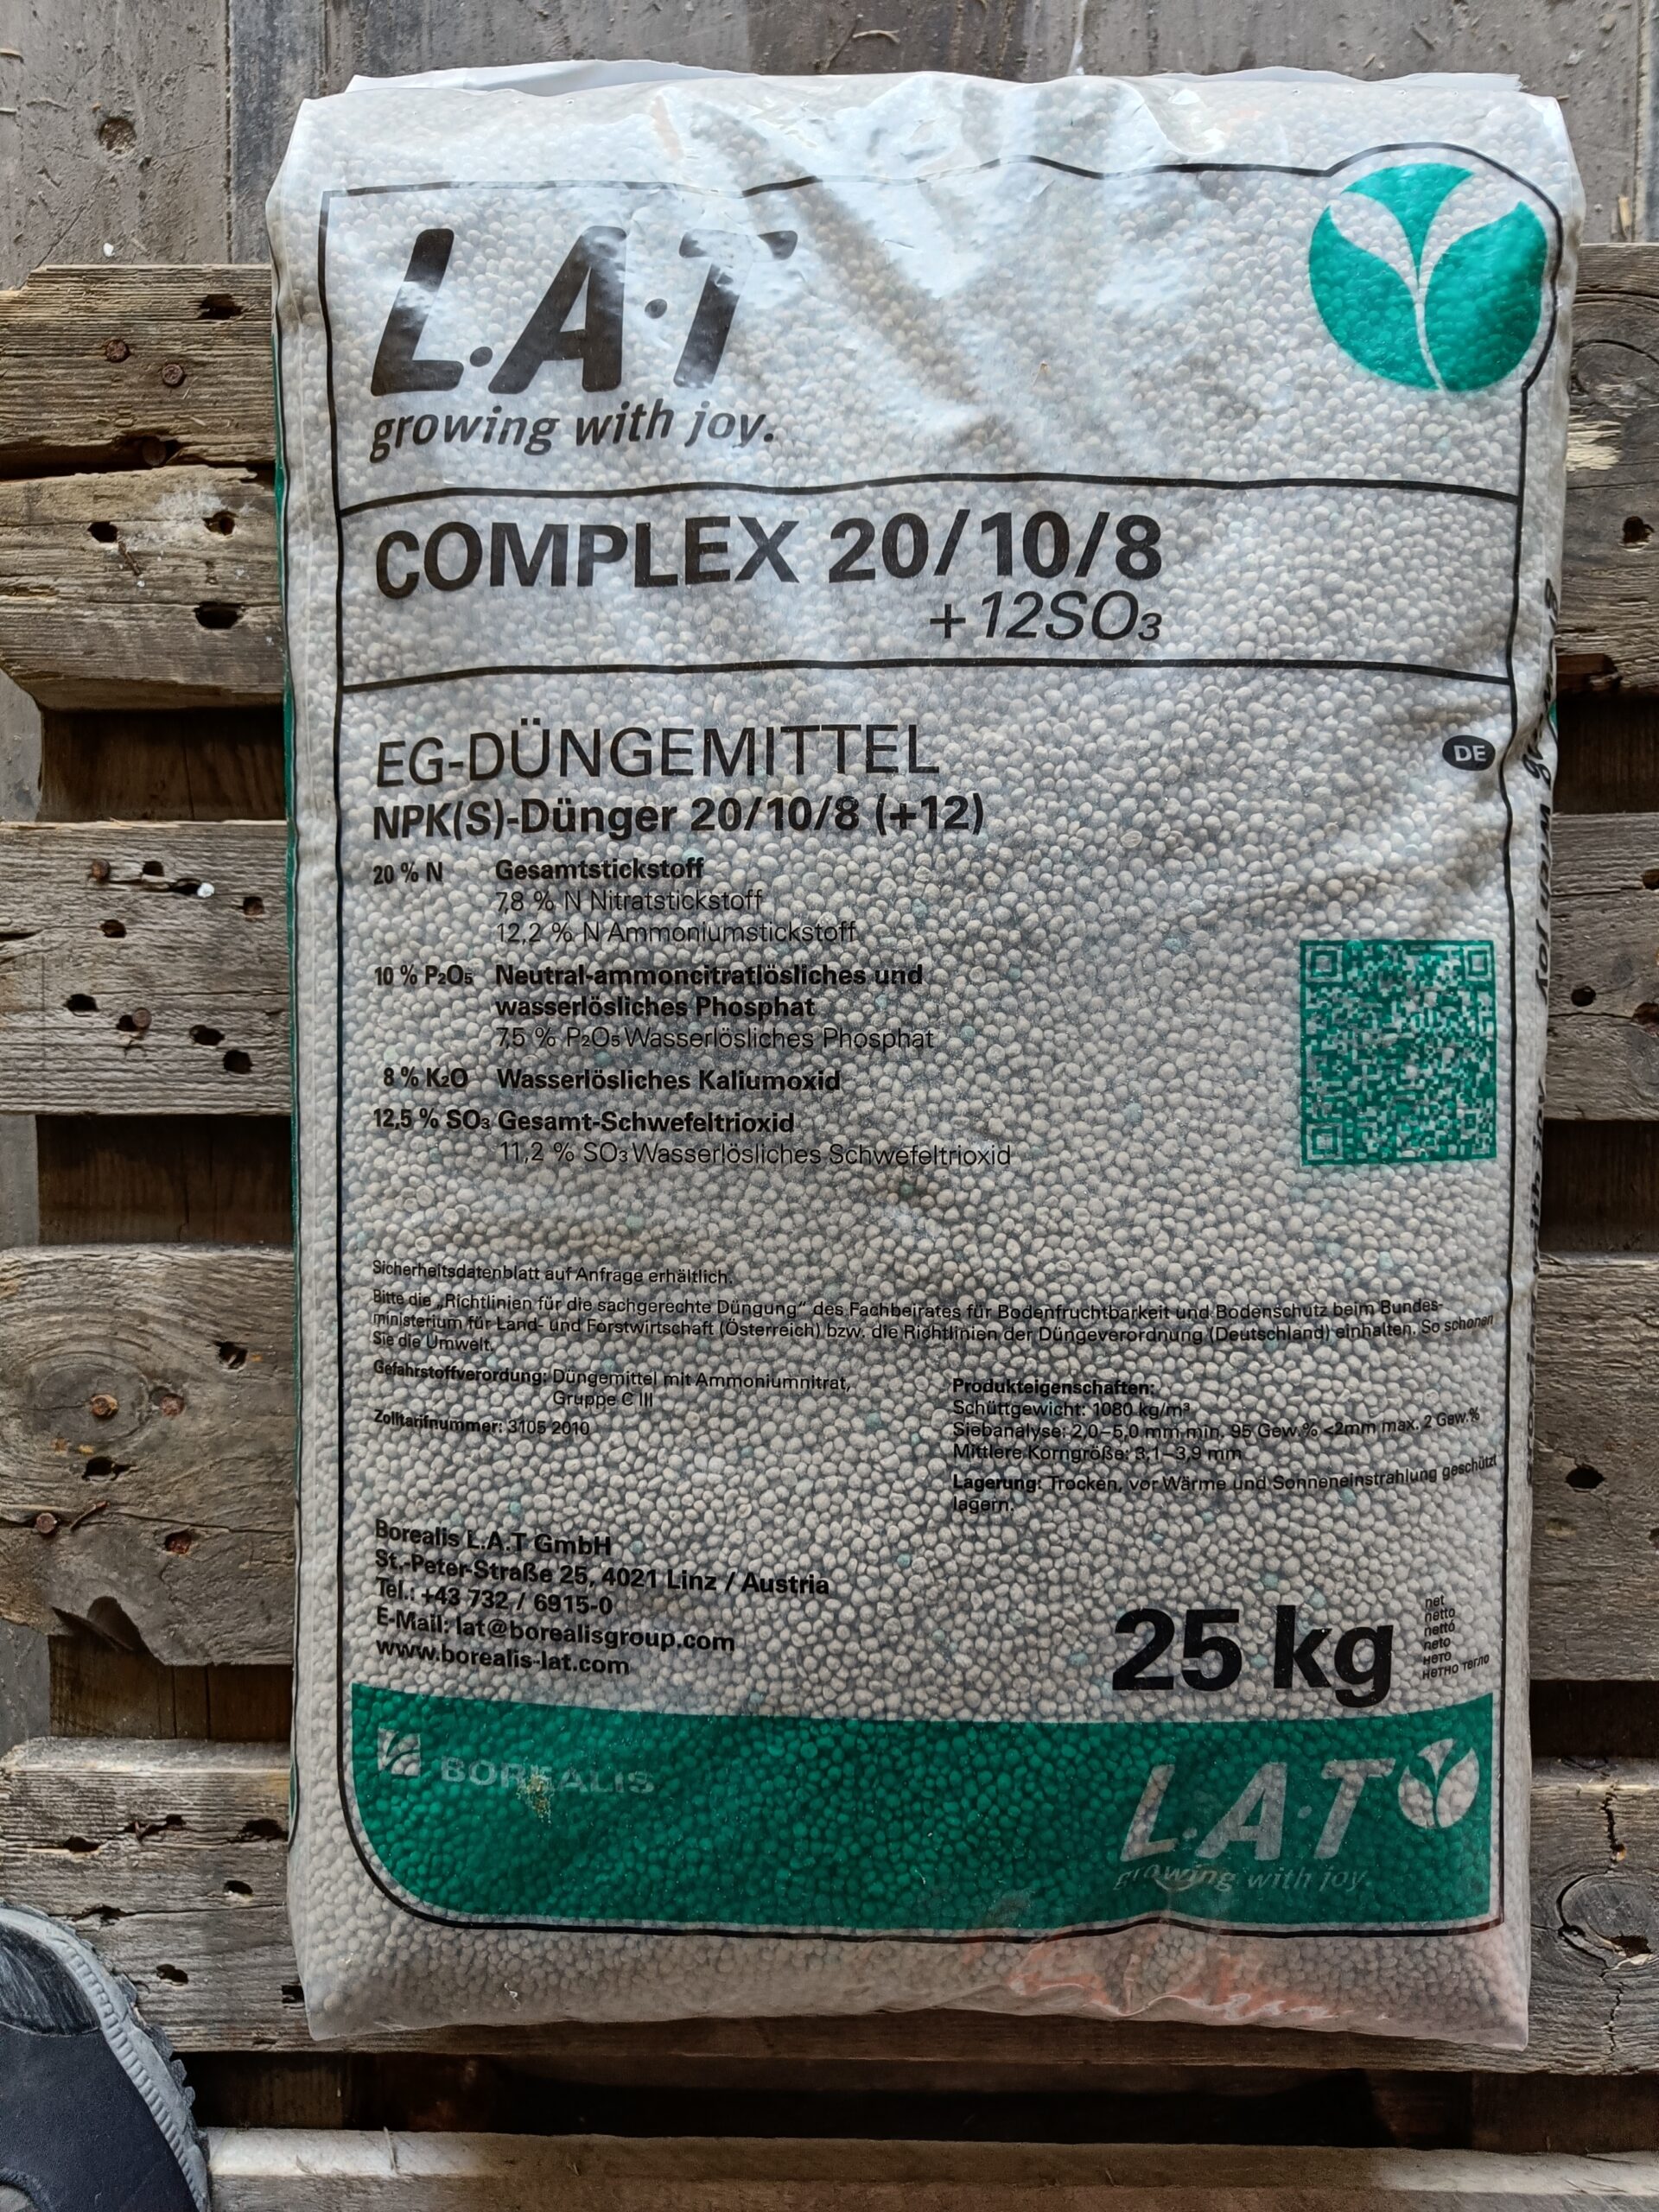 L.A.T
growing with joy.
COMPLEX 20/10/8
+12SO₃
EG-DÜNGEMITTEL
DE
NPK(S)-Dünger 20/10/8 (+12)
20 % N Gesamtstickstoff
7,8 % N Nitratstickstoff
12,2 % N Ammoniumstickstoff
10 % P₂O₅ Neutral-ammoncitratlösliches und
wasserlösliches Phosphat
7,5 % P₂O₅ Wasserlösliches Phosphat
8 % K₂O Wasserlösliches Kaliumoxid
12,5 % SO₃ Gesamt-Schwefeltrioxid
11,2 % SO₃ Wasserlösliches Schwefeltrioxid
Sicherheitsdatenblatt auf Anfrage erhältlich.
Bitte die „Richtlinien für die sachgerechte Düngung“ des Fachbeirates für Bodenfruchtbarkeit und Bodenschutz beim Bundes-
ministerium für Land- und Forstwirtschaft (Österreich) bzw. die Richtlinien der Düngeverordnung (Deutschland) einhalten. So schonen
Sie die Umwelt.
Gefahrstoffverordung: Düngemittel mit Ammoniumnitrat,
Gruppe C III
Zolltarifnummer: 3105 2010
Produkteigenschaften:
Schüttgewicht: 1080 kg/m³
Siebanalyse: 2,0–5,0 mm min. 95 Gew.% <2mm max. 2 Gew.%
Mittlere Korngröße: 3,1–3,9 mm
Lagerung: Trocken, vor Wärme und Sonneneinstrahlung geschützt
lagern.
Borealis L.A.T GmbH
St.-Peter-Straße 25, 4021 Linz / Austria
Tel.: +43 732 / 6915-0
E-Mail: lat@borealisgroup.com
www.borealis-lat.com
25 kg
net
netto
nettó
neto
нето
нетно тегло
BOREALIS
L.A.T
growing with joy.